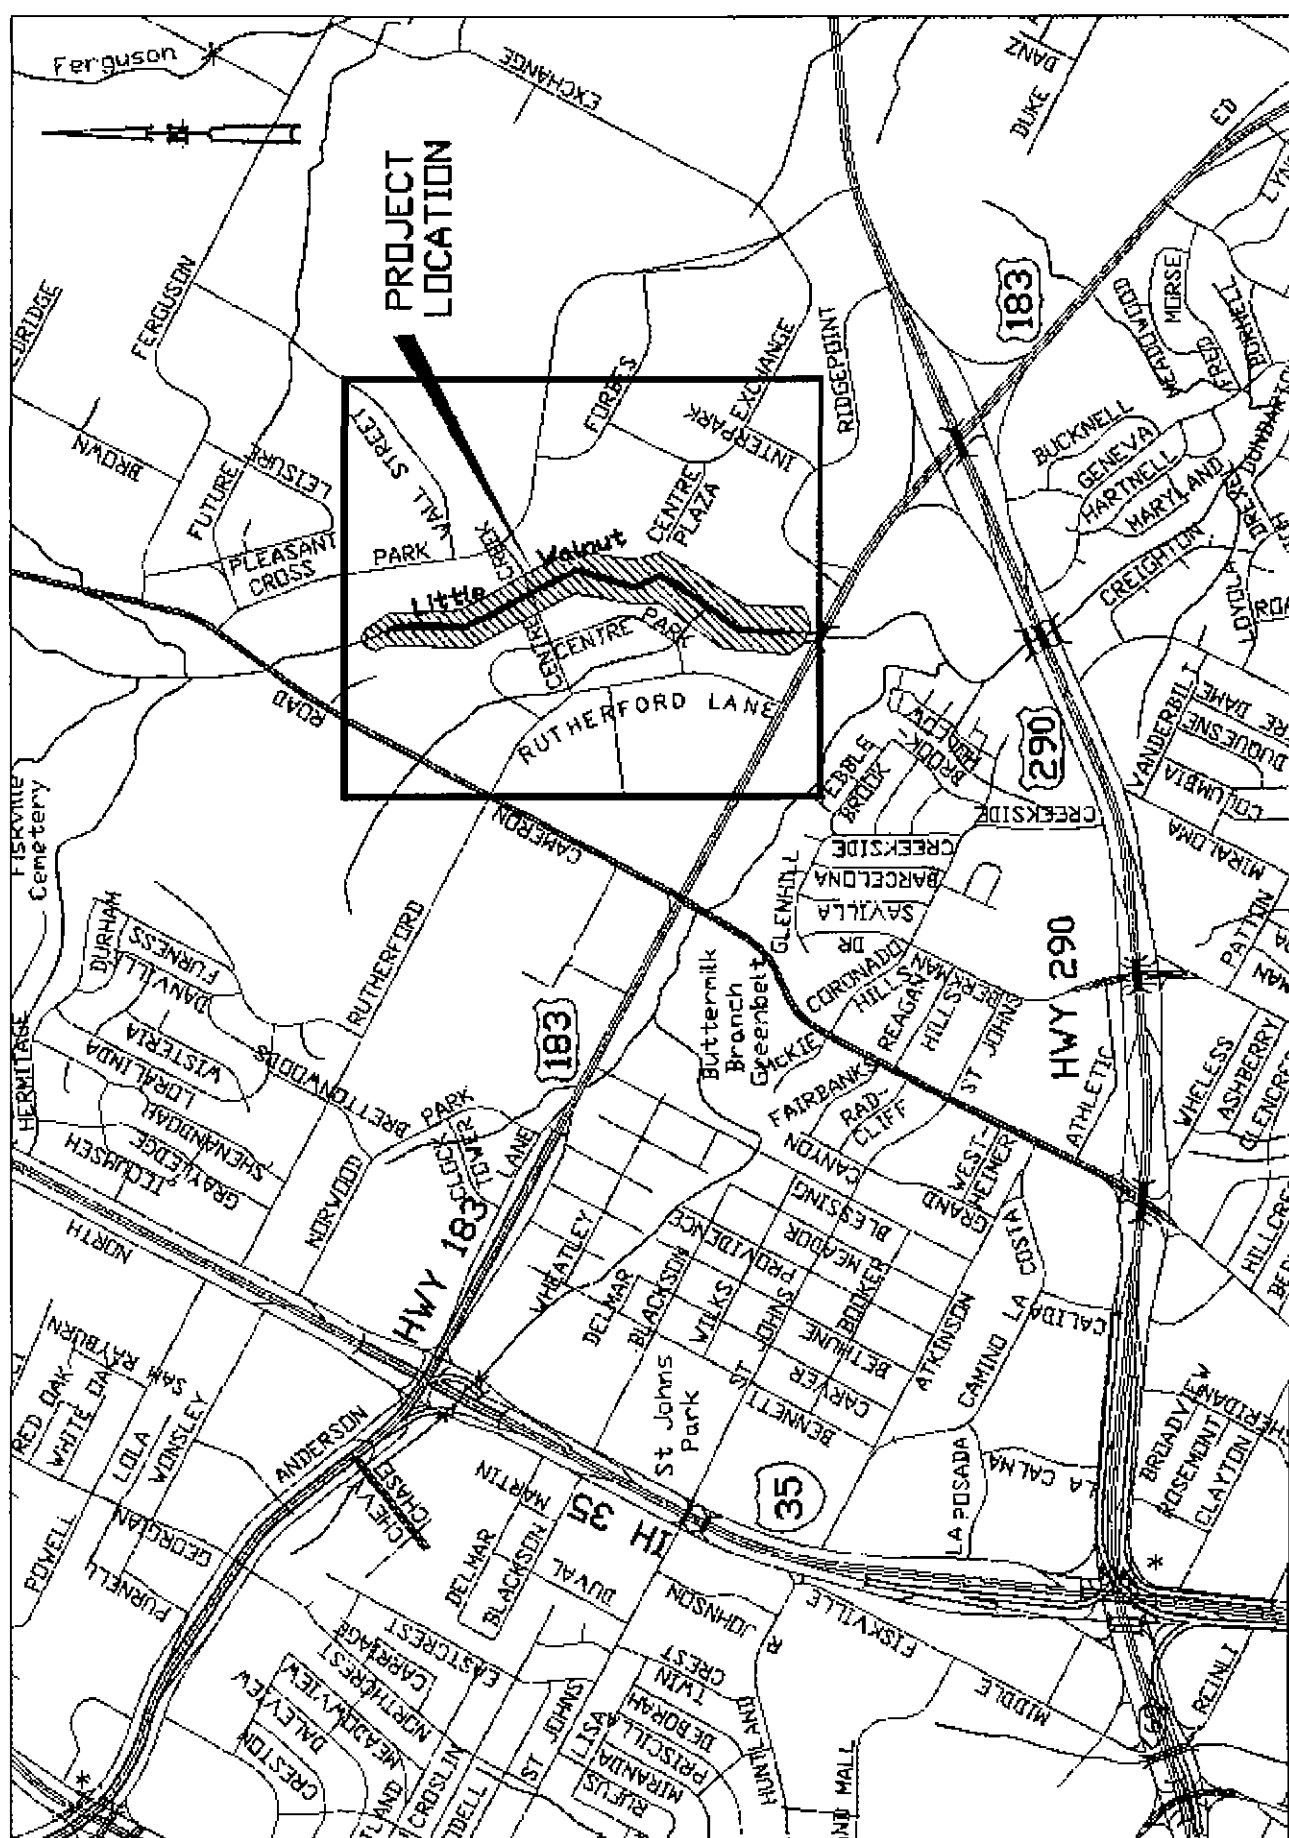 Ferguson
EXCHANGE
DANZ
DUKE
ED
PROJECT
LOCATION
FERGUSON
BROWN
FUTURE
LEISURE
WALL STREET
PLEASANT
CROSS
PARK
FORBES
EXCHANGE
INTERPARK
RIDGEPOINT
CENTRE
PLAZA
CREEK
Little
Walnut
CENTRE
PARK
RUTHERFORD LANE
ROAD
CAMERON
183
MEADOWOOD
MORSE
FRED
BUCKNELL
GENEVA
HARTNELL
MARYLAND
CREIGHTON
LOYOLA
290
VANDERBILT
DUQUESNE
COLUMBIA
MIRALOMA
PATTON
Cemetery
HERMITAGE
DURHAM
FURNESS
DANVILLE
WISTERIA
LORALINDA
SHENANDOAH
GRAYLEDGE
TECUMSEH
BRETTONWOODS
RUTHERFORD
NORWOOD
PARK
CLOCK
TOWER
LANE
183
HWY 183
NORTH
GLENHILL
BROOK
CREEKSIDE
CREEKSIDE
BARCELONA
SAVILLA
DR
CORONADO
HILLS
REAGAN
HILLS
BERKMAN
ST JOHNS
Buttermilk
Branch
Greenbelt
McKIE
FAIRBANKS
RAD-
CLIFF
HWY 290
ATHLETIC
WHELESS
ASHBERRY
WEST-
HEIMER
GRAND
CANYON
BLESSING
MEADOR
PROVIDENCE
BOOKER
BETHUNE
CARVER
BENNETT
ATKINSON
WHEATLEY
DELMAR
BLACKSON
WILKS
ST JOHNS
CAMINO LA COSTA
CALIDA
LA POSADA
LA CALMA
BROADVIEW
ROSEMONT
CLAYTON
St Johns
Park
35
IH 35
RAYBURN
SAM
RED OAK
WHITE OAK
LOLA
WONSLEY
POWELL
GEORGIAN
PURNELL
ANDERSON
CHEVY
CHASE
MARTIN
DELMAR
BLACKSON
DUVAL
EASTCREST
CARRIAGE
NORTHCREST
MEADOWVIEW
DALEVIEW
CRESTON
CROSLIN
ST JOHNS
LISA
TWIN CREST
DEBORAH
PRISCILLA
MIRANDA
RUFUS
JOHNSON
HUNTLAND
FISKVILLE
MIDDLE
REINLI